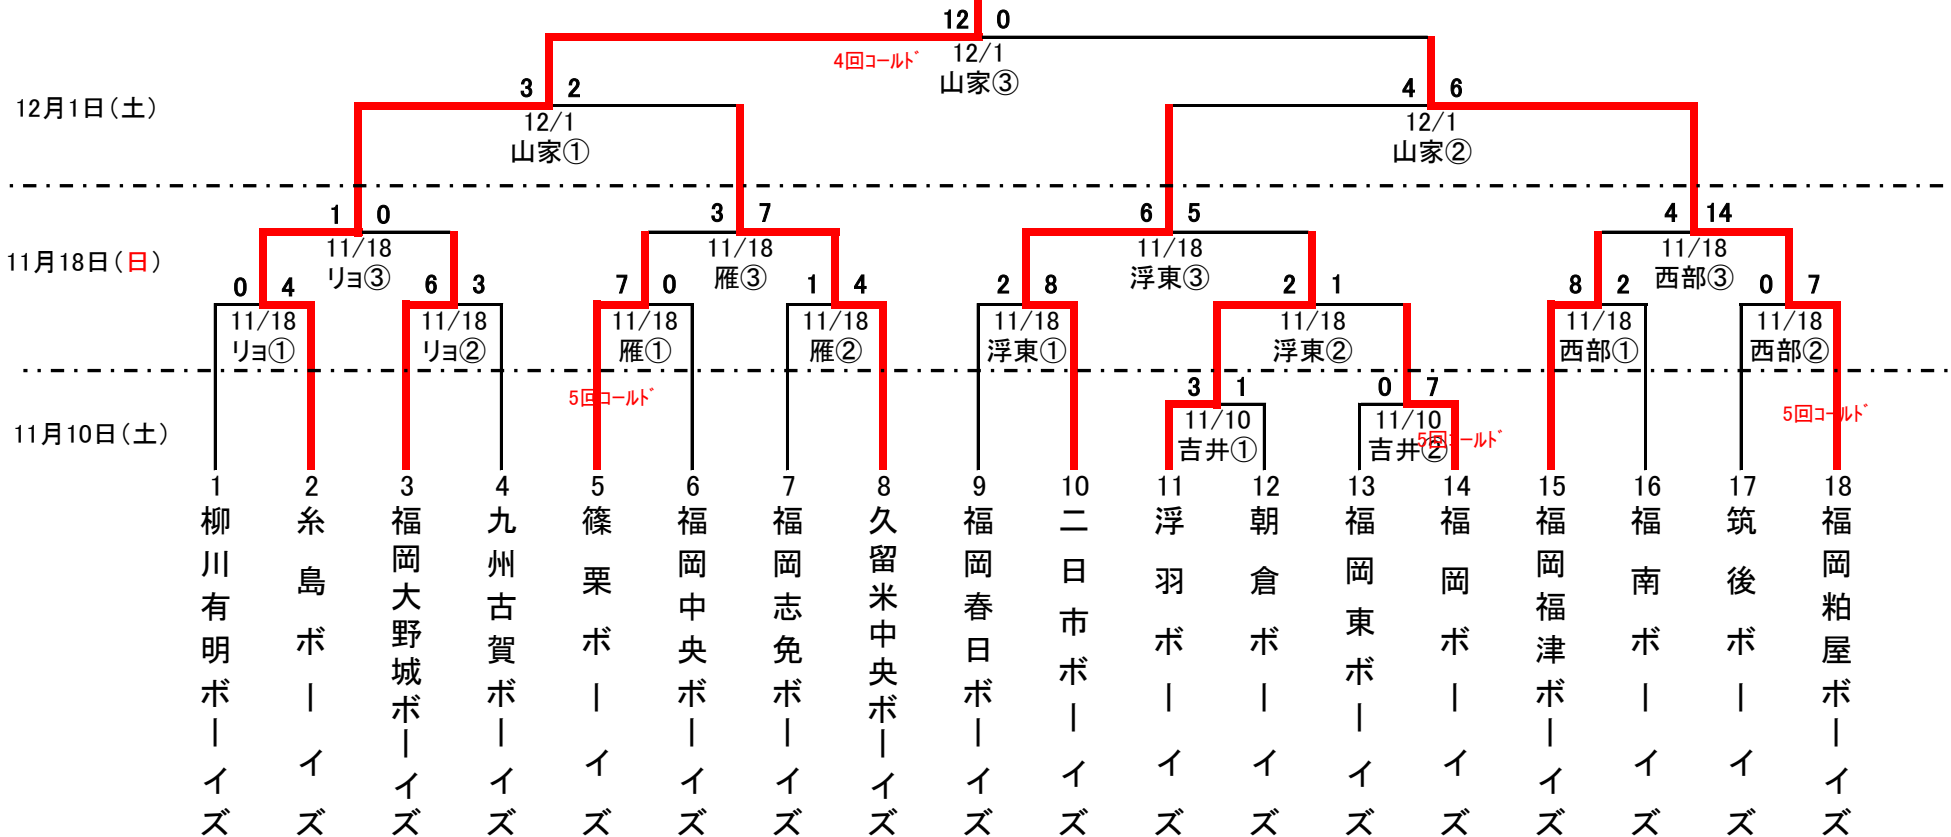 12 0
4回ｺｰﾙﾄﾞ
12/1
山家③
12月1日（土）
3 2
12/1
山家①
4 6
12/1
山家②
11月18日（日）
1 0
11/18
リョ③
3 7
11/18
雁③
6 5
11/18
浮東③
4 14
11/18
西部③
0 4
11/18
リョ①
6 3
11/18
リョ②
7 0
11/18
雁①
1 4
11/18
雁②
2 8
11/18
浮東①
2 1
11/18
浮東②
8 2
11/18
西部①
0 7
11/18
西部②
11月10日（土）
5回ｺｰﾙﾄﾞ
3 1
11/10
吉井①
0 7
11/10
吉井②
5回ｺｰﾙﾄﾞ
5回ｺｰﾙﾄﾞ
1 2 3 4 5 6 7 8 9 10 11 12 13 14 15 16 17 18
柳川有明ボーイズ
糸島ボーイズ
福岡大野城ボーイズ
九州古賀ボーイズ
篠栗ボーイズ
福岡中央ボーイズ
福岡志免ボーイズ
久留米中央ボーイズ
福岡春日ボーイズ
二日市ボーイズ
浮羽ボーイズ
朝倉ボーイズ
福岡東ボーイズ
福岡ボーイズ
福岡福津ボーイズ
福南ボーイズ
筑後ボーイズ
福岡粕屋ボーイズ